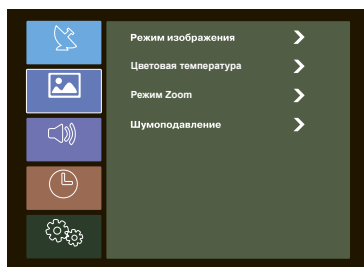 Режим изображения
Цветовая температура
Режим Zoom
Шумоподавление